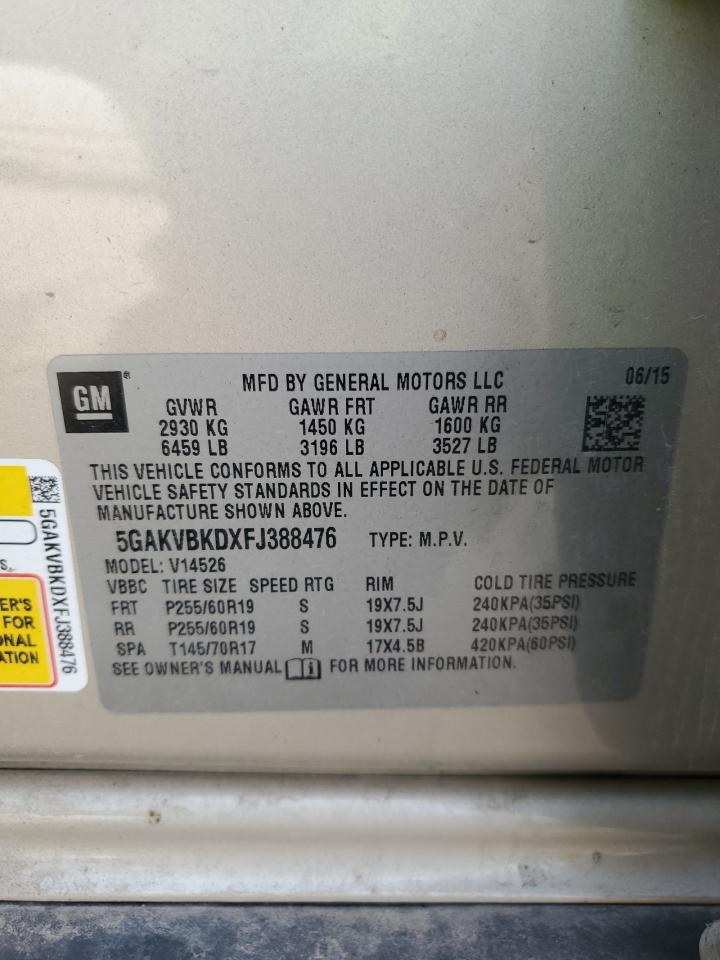 GM ®
MFD BY GENERAL MOTORS LLC 06/15
GVWR GAWR FRT GAWR RR
2930 KG 1450 KG 1600 KG
6459 LB 3196 LB 3527 LB
THIS VEHICLE CONFORMS TO ALL APPLICABLE U.S. FEDERAL MOTOR
VEHICLE SAFETY STANDARDS IN EFFECT ON THE DATE OF
MANUFACTURE SHOWN ABOVE.
5GAKVBKDXFJ388476 TYPE: M.P.V.
MODEL: V14526
VBBC TIRE SIZE SPEED RTG RIM COLD TIRE PRESSURE
FRT P255/60R19 S 19X7.5J 240KPA(35PSI)
RR P255/60R19 S 19X7.5J 240KPA(35PSI)
SPA T145/70R17 M 17X4.5B 420KPA(60PSI)
SEE OWNER'S MANUAL FOR MORE INFORMATION.
5GAKVBKDXFJ388476
ER'S
FOR
ONAL
ATION